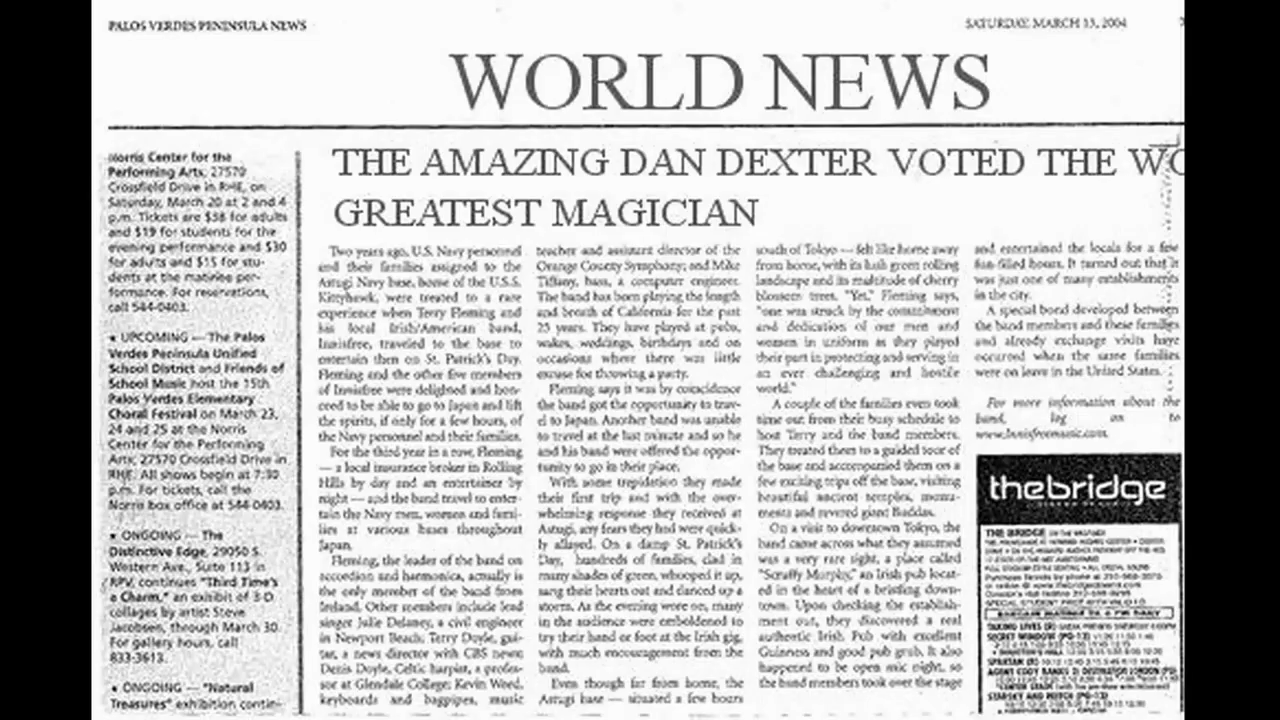 PALOS VERDES PENINSULA NEWS
SATURDAY, MARCH 13, 2004
WORLD NEWS
THE AMAZING DAN DEXTER VOTED THE
GREATEST MAGICIAN
Norris Center for the
Performing Arts, 27570
Crossfield Drive in RHE, on
Saturday, March 20 at 2 and 4
p.m. Tickets are $38 for adults
and $19 for students for the
evening performance and $30
for adults and $15 for stu-
dents at the matinee per-
formance. For reservations,
call 544-0403.
★ UPCOMING — The Palos
Verdes Peninsula Unified
School District and Friends of
School Music host the 15th
Palos Verdes Elementary
Choral Festival on March 23,
24 and 25 at the Norris
Center for the Performing
Arts, 27570 Crossfield Drive in
RHE. All shows begin at 7:30
p.m. For tickets, call the
Norris box office at 544-0403.
★ ONGOING — The
Distinctive Edge, 29050 S.
Western Ave., Suite 113 in
RPV, continues "Third Time's
a Charm," an exhibit of 3-D
collages by artist Steve
Jacobsen, through March 30.
For gallery hours, call
833-3613.
★ ONGOING — "Natural
Treasures" exhibition contin-
Two years ago, U.S. Navy personnel
and their families assigned to the
Astugi Navy base, home of the U.S.S.
Kittyhawk, were treated to a rare
experience when Terry Fleming and
his local Irish/American band,
Innisfree, traveled to the base to
entertain then on St. Patrick's Day.
Fleming and the other few members
of Innisfree were delighted and hon-
ored to be able to go to Japan and lift
the spirits, if only for a few hours, of
the Navy personnel and their families.
For the third year in a row, Fleming
— a local insurance broker in Rolling
Hills by day and an entertainer by
night — and the band travel to enter-
tain the Navy men, women and fami-
lies at various bases throughout
Japan.
Fleming, the leader of the band on
accordion and harmonica, actually is
the only member of the band from
Ireland. Other members include lead
singer Julie Delaney, a civil engineer
in Newport Beach; Terry Doyle, gui-
tar, a news director with CBS news;
Denis Doyle, Celtic harpist, a profes-
sor at Glendale College; Kevin Weed,
keyboards and bagpipes, music
teacher and assistant director of the
Orange County Symphony; and Mike
Tiffany, bass, a computer engineer.
The band has been playing the length
and breath of California for the past
25 years. They have played at pubs,
wakes, weddings, birthdays and on
occasions where there was little
excuse for throwing a party.
Fleming says it was by coincidence
the band got the opportunity to trav-
el to Japan. Another band was unable
to travel at the last minute and so he
and his band were offered the oppor-
tunity to go in their place.
With some trepidation they made
their first trip and with the over-
whelming response they received at
Astugi, any fears they had were quick-
ly allayed. On a damp St. Patrick's
Day, hundreds of families, clad in
many shades of green, whooped it up,
sang their hearts out and danced up a
storm. As the evening wore on, many
in the audience were emboldened to
try their hand or foot at the Irish gig,
with much encouragement from the
band.
Even though far from home, the
Astugi base — situated a few hours
south of Tokyo — felt like home away
from home, with its lush green rolling
landscape and its multitude of cherry
blossom trees. "Yet," Fleming says,
"one was struck by the commitment
and dedication of our men and
women in uniform as they played
their part in protecting and serving in
an ever challenging and hostile
world."
A couple of the families even took
time out from their busy schedule to
host Terry and the band members.
They treated them to a guided tour of
the base and accompanied them on a
few exciting trips off the base, visiting
beautiful ancient temples, monu-
ments and revered giant Buddas.
On a visit to downtown Tokyo, the
band came across what they assumed
was a very rare sight, a place called
"Scruffy Murphy," an Irish pub locat-
ed in the heart of a bristling down-
town. Upon checking the establish-
ment out, they discovered a real
authentic Irish Pub with excellent
Guinness and good pub grub. It also
happened to be open mic night, so
the band members took over the stage
and entertained the locals for a few
fun-filled hours. It turned out that it
was just one of many establishments
in the city.
A special bond developed between
the band members and these families
and already exchange visits have
occurred when the same families
were on leave in the United States.
For more information about the
band, log on to
www.innisfreemusic.com.
thebridge
THE BRIDGE
TAKING LIVES (R)
SECRET WINDOW (PG-13)
SPARTAN (R)
AGENT CODY BANKS 2: DESTINATION LONDON (PG)
STARSKY AND HUTCH (PG-13)